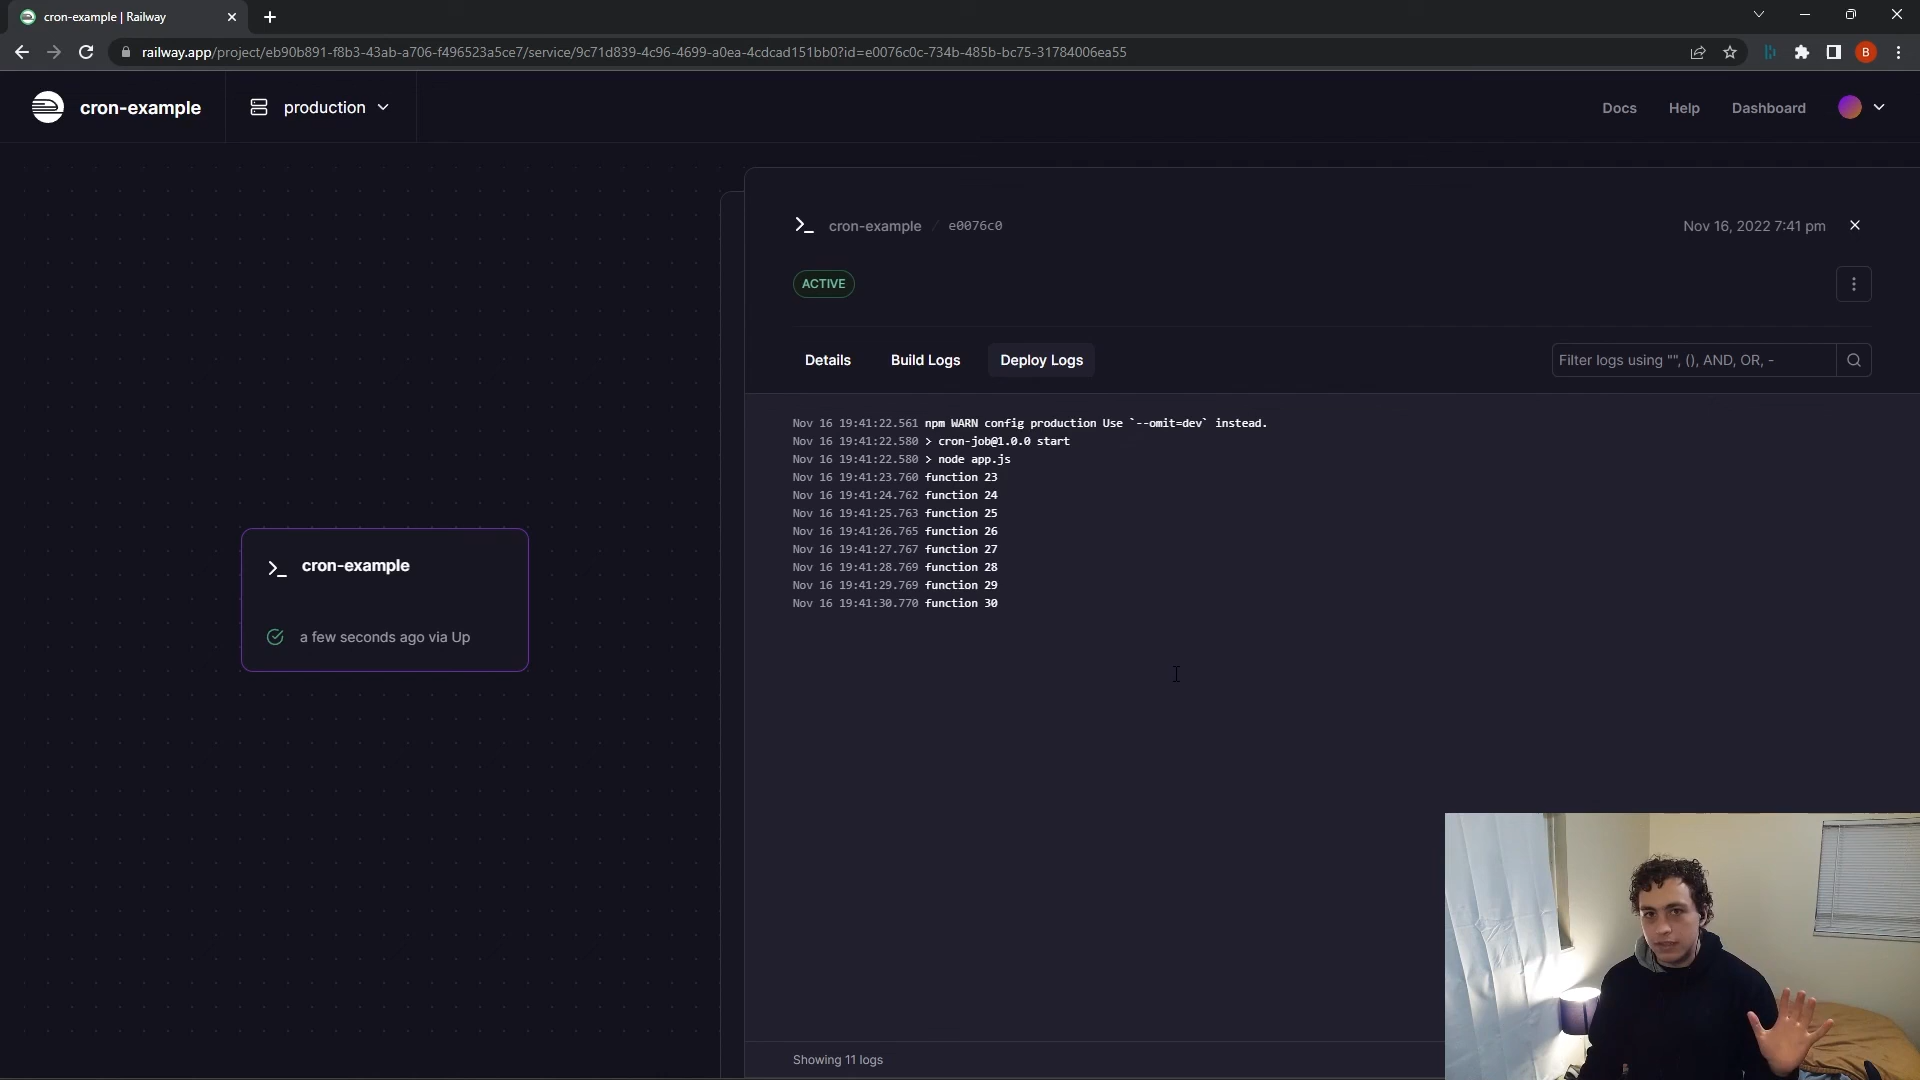 cron-example | Railway
railway.app/project/eb90b891-f8b3-43ab-a706-f496523a5ce7/service/9c71d839-4c96-4699-a0ea-4cdcad151bb0?id=e0076c0c-734b-485b-bc75-31784006ea55
B
cron-example
production
Docs
Help
Dashboard
cron-example / e0076c0
Nov 16, 2022 7:41 pm
ACTIVE
Details
Build Logs
Deploy Logs
Filter logs using "", (), AND, OR, -
Nov 16 19:41:22.561 npm WARN config production Use `--omit=dev` instead.
Nov 16 19:41:22.580 > cron-job@1.0.0 start
Nov 16 19:41:22.580 > node app.js
Nov 16 19:41:23.760 function 23
Nov 16 19:41:24.762 function 24
Nov 16 19:41:25.763 function 25
Nov 16 19:41:26.765 function 26
Nov 16 19:41:27.767 function 27
Nov 16 19:41:28.769 function 28
Nov 16 19:41:29.769 function 29
Nov 16 19:41:30.770 function 30
cron-example
a few seconds ago via Up
Showing 11 logs